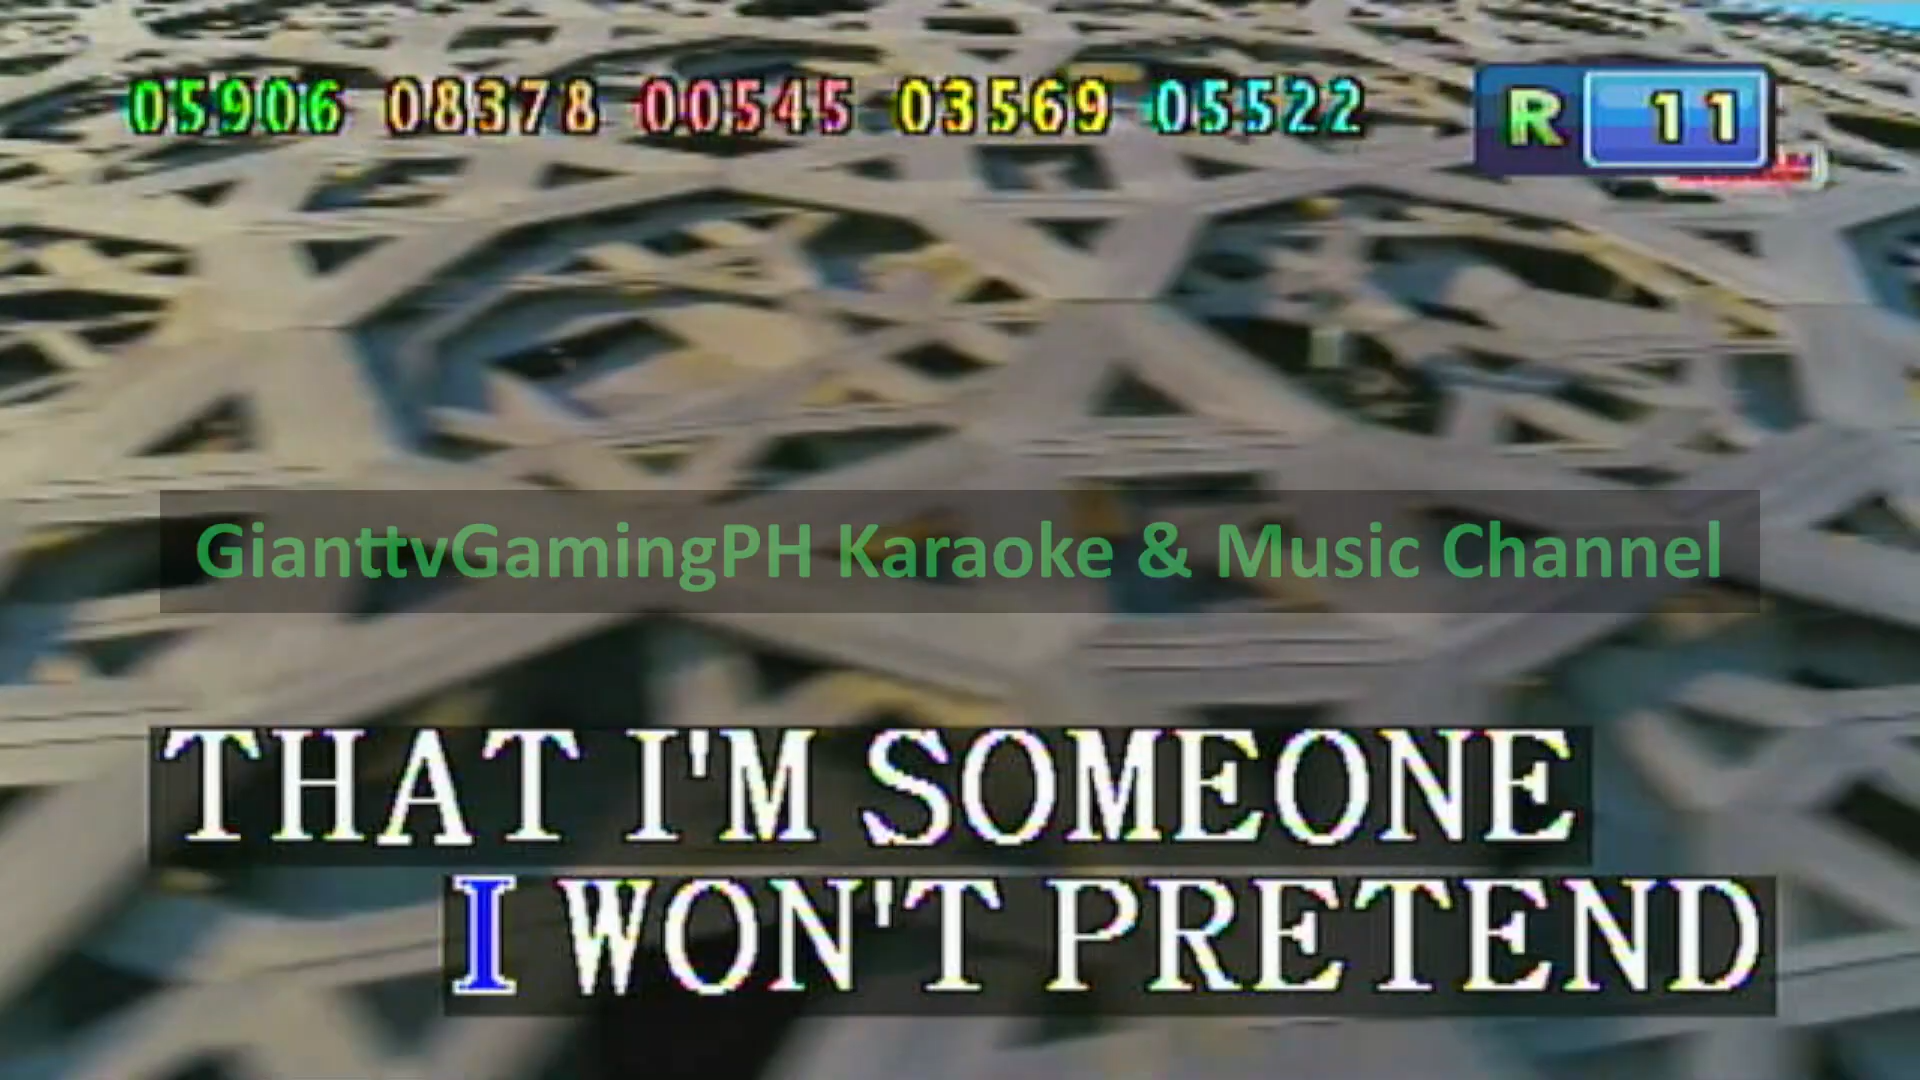 05906 08378 00545 03569 05522 R 11
GianttvGamingPH Karaoke & Music Channel
THAT I'M SOMEONE
I WON'T PRETEND